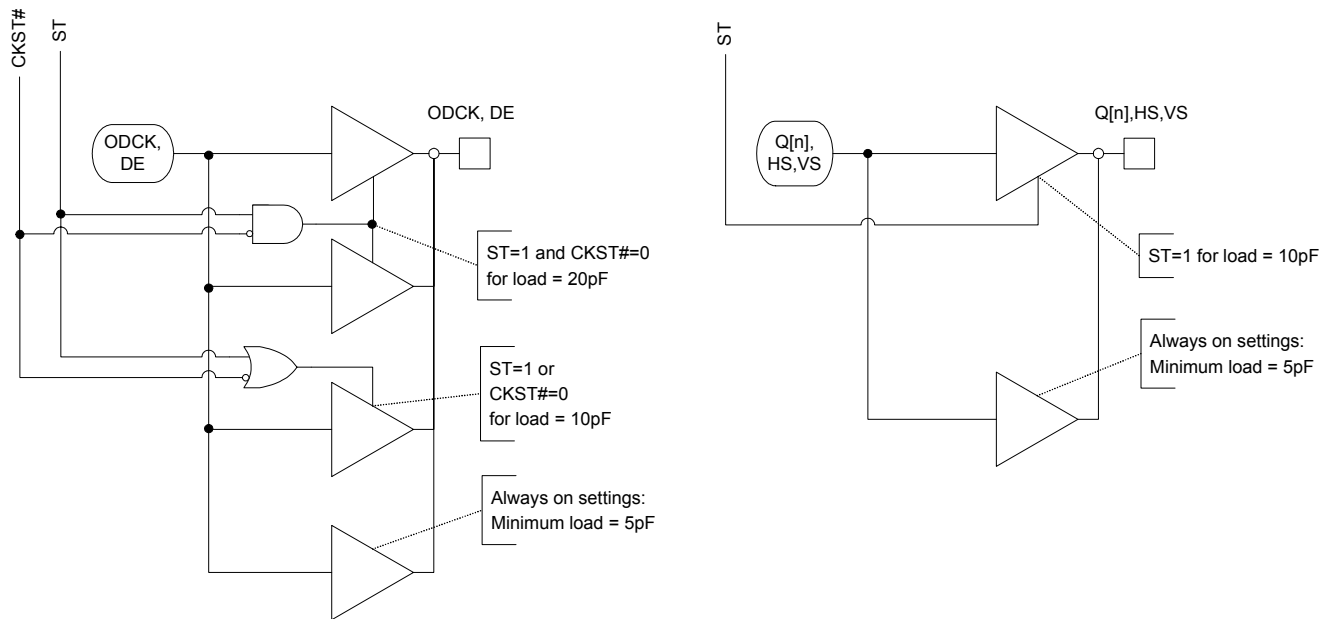 CKST#
ST
ODCK,
DE
ODCK, DE
ST=1 and CKST#=0
for load = 20pF
ST=1 or
CKST#=0
for load = 10pF
Always on settings:
Minimum load = 5pF
ST
Q[n],
HS,VS
Q[n],HS,VS
ST=1 for load = 10pF
Always on settings:
Minimum load = 5pF